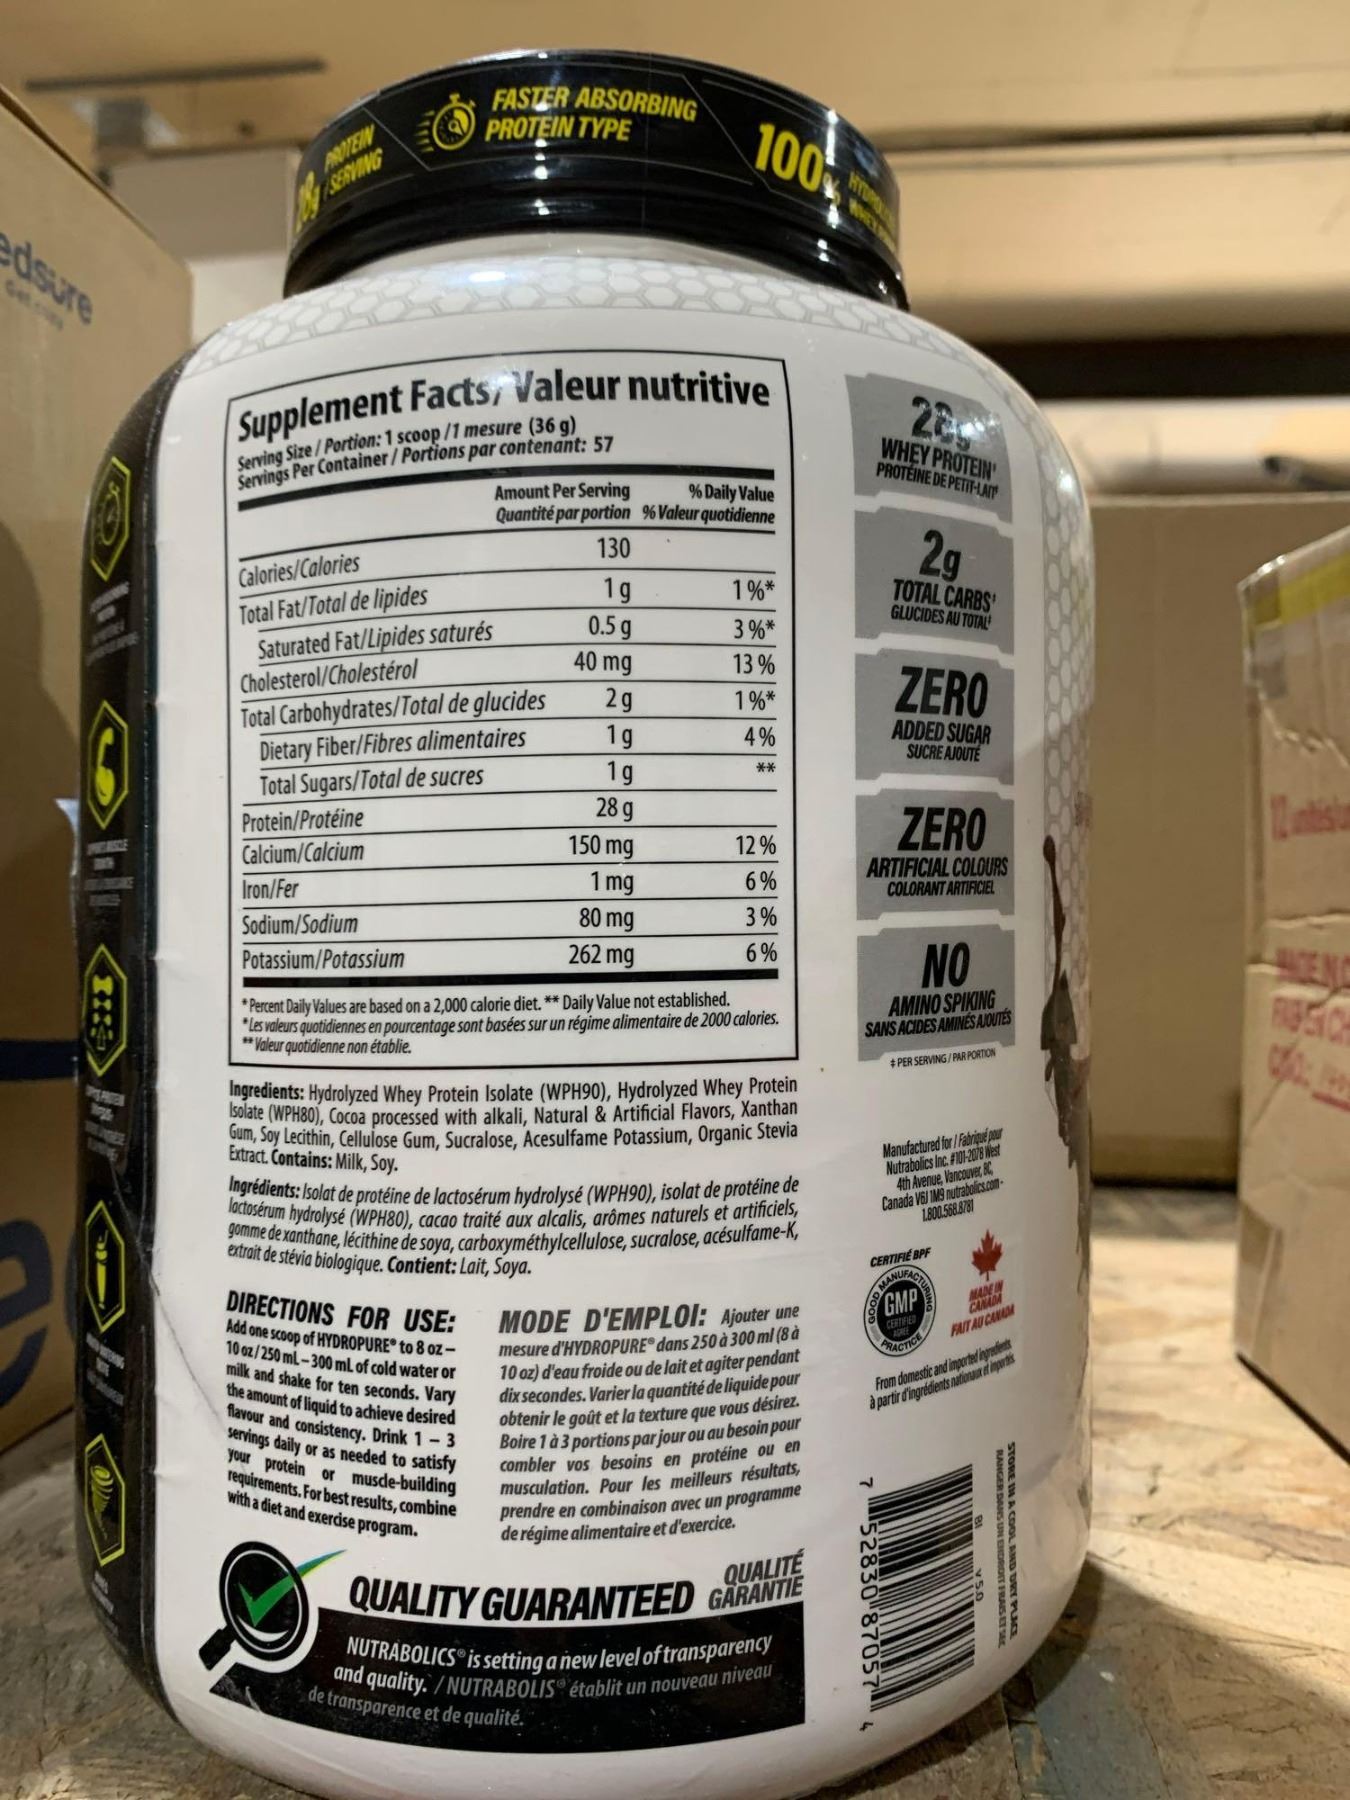 PROTEIN
/SERVING
FASTER ABSORBING
PROTEIN TYPE
100%
edsure
Supplement Facts/Valeur nutritive
Serving Size / Portion: 1 scoop /1 mesure (36 g)
Servings Per Container / Portions par contenant: 57
Amount Per Serving % Daily Value
Quantité par portion % Valeur quotidienne
Calories/Calories 130
Total Fat/Total de lipides 1 g 1 %*
Saturated Fat/Lipides saturés 0.5 g 3 %*
Cholesterol/Cholestérol 40 mg 13 %
Total Carbohydrates/Total de glucides 2 g 1 %*
Dietary Fiber/Fibres alimentaires 1 g 4 %
Total Sugars/Total de sucres 1 g **
Protein/Protéine 28 g
Calcium/Calcium 150 mg 12 %
Iron/Fer 1 mg 6 %
Sodium/Sodium 80 mg 3 %
Potassium/Potassium 262 mg 6 %
* Percent Daily Values are based on a 2,000 calorie diet. ** Daily Value not established.
*Les valeurs quotidiennes en pourcentage sont basées sur un régime alimentaire de 2000 calories.
** Valeur quotidienne non établie.
Ingredients: Hydrolyzed Whey Protein Isolate (WPH90), Hydrolyzed Whey Protein
Isolate (WPH80), Cocoa processed with alkali, Natural & Artificial Flavors, Xanthan
Gum, Soy Lecithin, Cellulose Gum, Sucralose, Acesulfame Potassium, Organic Stevia
Extract. Contains: Milk, Soy.
Ingrédients: Isolat de protéine de lactosérum hydrolysé (WPH90), isolat de protéine de
lactosérum hydrolysé (WPH80), cacao traité aux alcalis, arômes naturels et artificiels,
gomme de xanthane, lécithine de soya, carboxyméthylcellulose, sucralose, acésulfame-K,
extrait de stévia biologique. Contient: Lait, Soya.
DIRECTIONS FOR USE:
Add one scoop of HYDROPURE® to 8 oz –
10 oz/250 mL – 300 mL of cold water or
milk and shake for ten seconds. Vary
the amount of liquid to achieve desired
flavour and consistency. Drink 1 – 3
servings daily or as needed to satisfy
your protein or muscle-building
requirements. For best results, combine
with a diet and exercise program.
MODE D'EMPLOI: Ajouter une
mesure d'HYDROPURE® dans 250 à 300 ml (8 à
10 oz) d'eau froide ou de lait et agiter pendant
dix secondes. Varier la quantité de liquide pour
obtenir le goût et la texture que vous désirez.
Boire 1 à 3 portions par jour ou au besoin pour
combler vos besoins en protéine ou en
musculation. Pour les meilleurs résultats,
prendre en combinaison avec un programme
de régime alimentaire et d'exercice.
QUALITY GUARANTEED QUALITÉ
GARANTIE
NUTRABOLICS® is setting a new level of transparency
and quality. / NUTRABOLIS® établit un nouveau niveau
de transparence et de qualité.
28g
WHEY PROTEIN‡
PROTÉINE DE PETIT-LAIT‡
2g
TOTAL CARBS‡
GLUCIDES AU TOTAL‡
ZERO
ADDED SUGAR
SUCRE AJOUTÉ
ZERO
ARTIFICIAL COLOURS
COLORANT ARTIFICIEL
NO
AMINO SPIKING
SANS ACIDES AMINÉS AJOUTÉS
‡ PER SERVING / PAR PORTION
Manufactured for / Fabriqué pour
Nutrabolics Inc. #101-2078 West
4th Avenue, Vancouver, BC,
Canada V6J 1M9 nutrabolics.com -
1.800.568.8781
CERTIFIÉ BPF
GOOD MANUFACTURING
GMP
CERTIFIED
AGRÉÉ
PRACTICE
MADE IN
CANADA
FAIT AU CANADA
From domestic and imported ingredients.
à partir d'ingrédients nationaux et importés.
7 52830 87057 4
BI V 5.0
STORE IN A COOL AND DRY PLACE.
RANGER DANS UN ENDROIT FRAIS ET SEC.